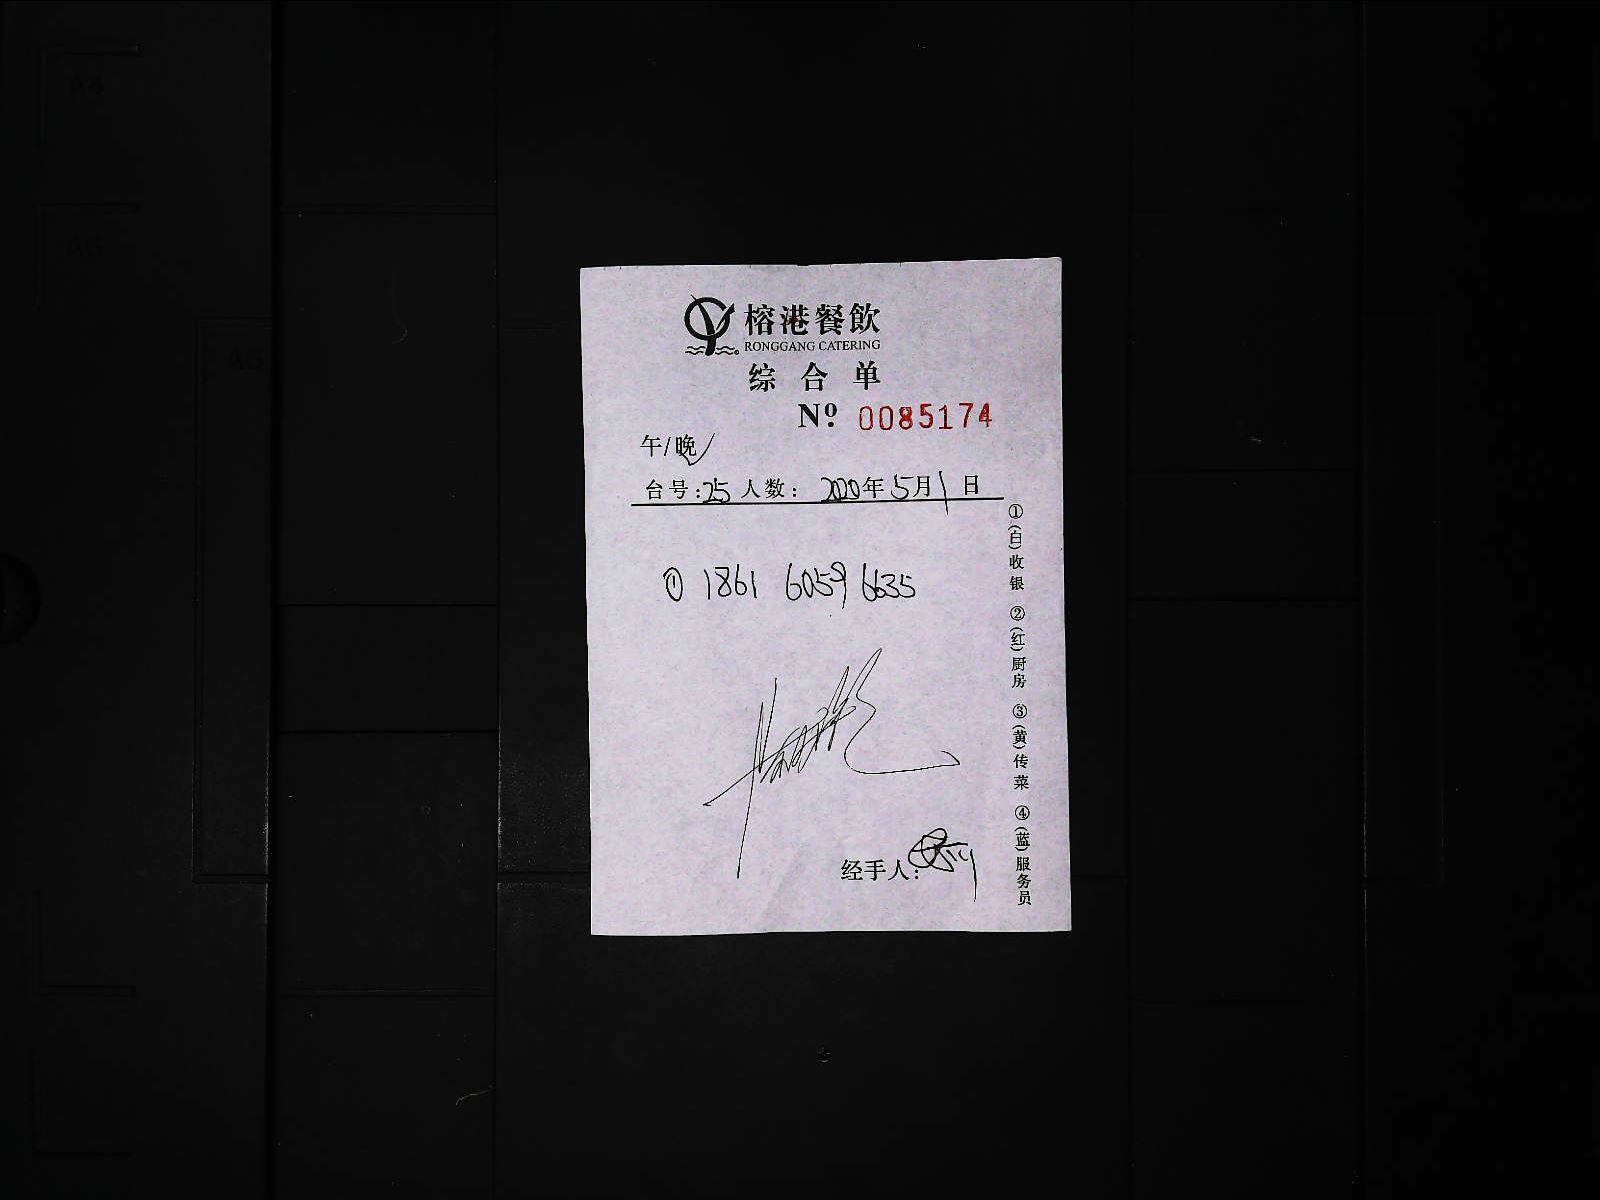 榕港餐飲
RONGGANG CATERING
综合单
Nº 0085174
午/晚✓
台号:25 人数: 2020年5月1日
① 1861 6059 6635
经手人:
①(白)收银 ②(红)厨房 ③(黄)传菜 ④(蓝)服务员